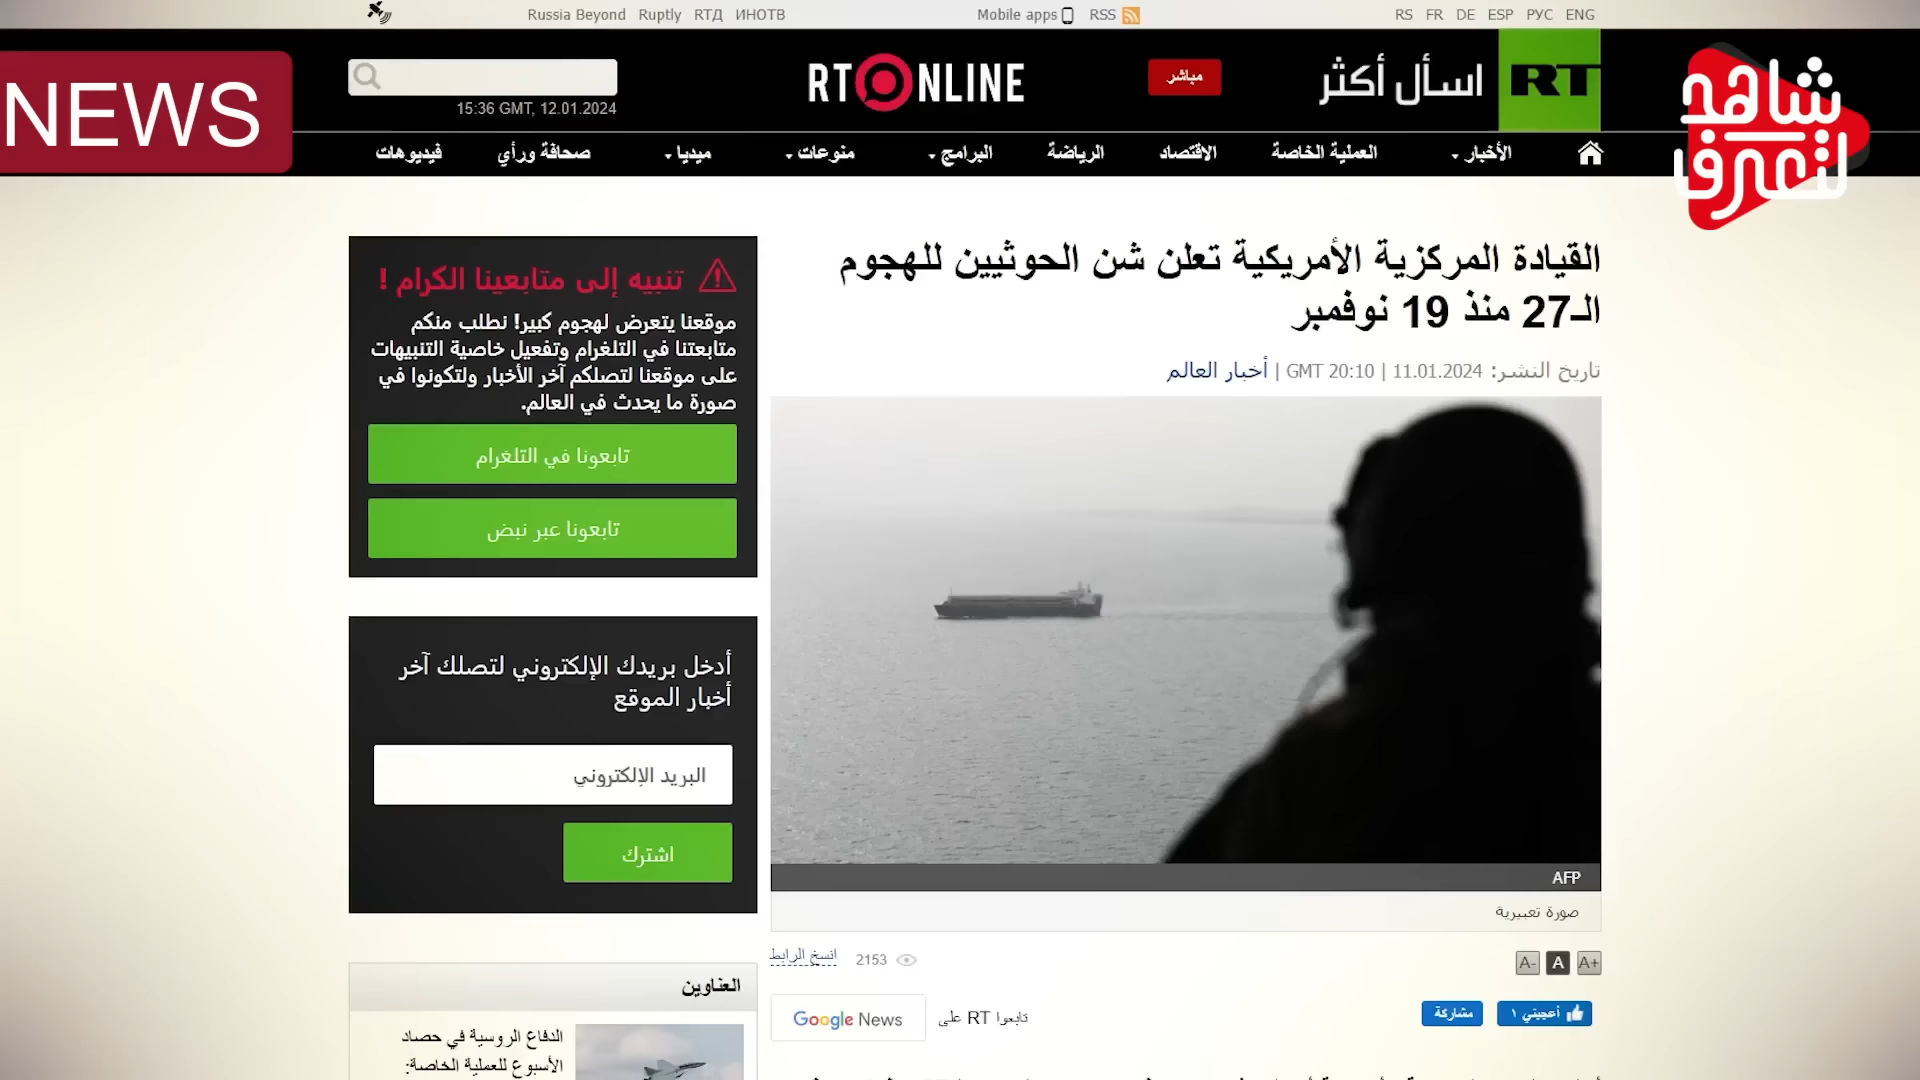 Russia Beyond Ruptly RTД ИНОТВ
Mobile apps RSS
RS FR DE ESP РУС ENG
NEWS
15:36 GMT, 12.01.2024
RT ONLINE
مباشر
اسأل أكثر
RT
شاهد
لتعرف
الأخبار
العملية الخاصة
الاقتصاد
الرياضة
البرامج
منوعات
ميديا
صحافة ورأي
فيديوهات
القيادة المركزية الأمريكية تعلن شن الحوثيين للهجوم
الـ27 منذ 19 نوفمبر
تاريخ النشر: 11.01.2024 | 20:10 GMT | أخبار العالم
AFP
صورة تعبيرية
انسخ الرابط
2153
A- A A+
Google News
تابعوا RT على
مشاركة
أعجبني ١
تنبيه إلى متابعينا الكرام !
موقعنا يتعرض لهجوم كبير! نطلب منكم
متابعتنا في التلغرام وتفعيل خاصية التنبيهات
على موقعنا لتصلكم آخر الأخبار ولتكونوا في
صورة ما يحدث في العالم.
تابعونا في التلغرام
تابعونا عبر نبض
أدخل بريدك الإلكتروني لتصلك آخر
أخبار الموقع
البريد الإلكتروني
اشترك
العناوين
الدفاع الروسية في حصاد
الأسبوع للعملية الخاصة: